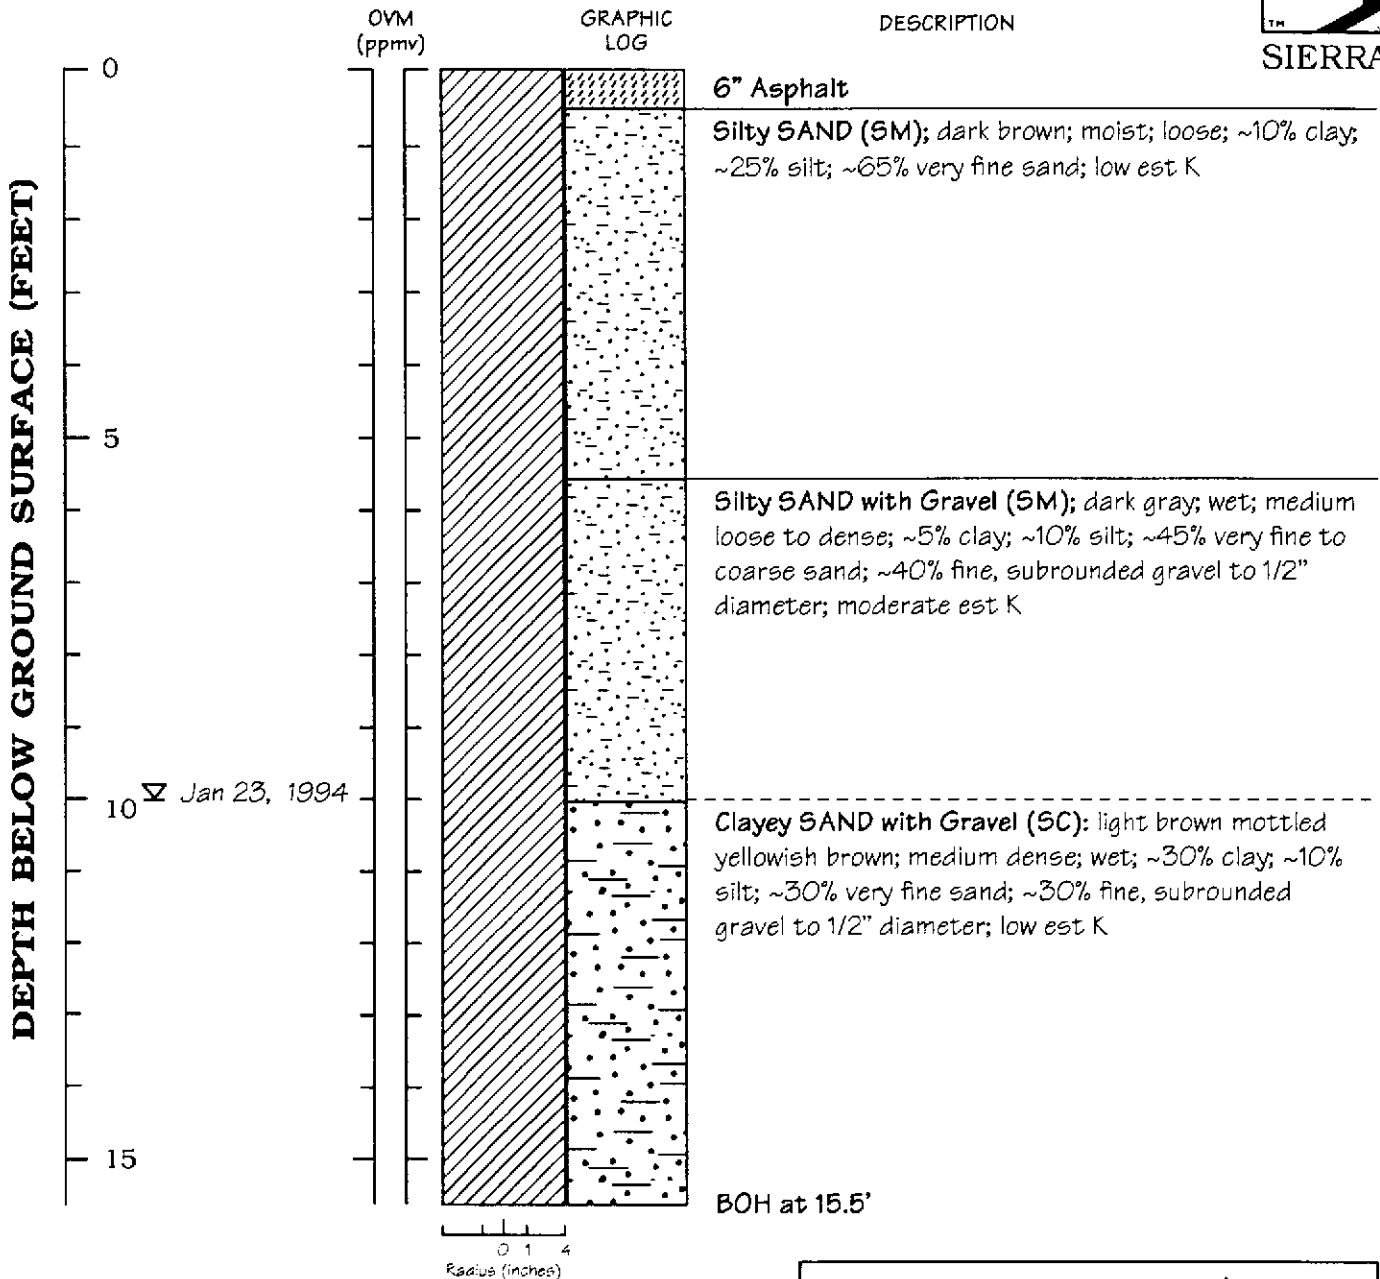 OVM
(ppmv)
GRAPHIC
LOG
DESCRIPTION
TM
SIERRA
DEPTH BELOW GROUND SURFACE (FEET)
0
6" Asphalt
Silty SAND (SM); dark brown; moist; loose; ~10% clay;
~25% silt; ~65% very fine sand; low est K
5
Silty SAND with Gravel (SM); dark gray; wet; medium
loose to dense; ~5% clay; ~10% silt; ~45% very fine to
coarse sand; ~40% fine, subrounded gravel to 1/2"
diameter; moderate est K
10
Jan 23, 1994
Clayey SAND with Gravel (SC): light brown mottled
yellowish brown; medium dense; wet; ~30% clay; ~10%
silt; ~30% very fine sand; ~30% fine, subrounded
gravel to 1/2" diameter; low est K
15
BOH at 15.5'
0 1 4
Radius (inches)